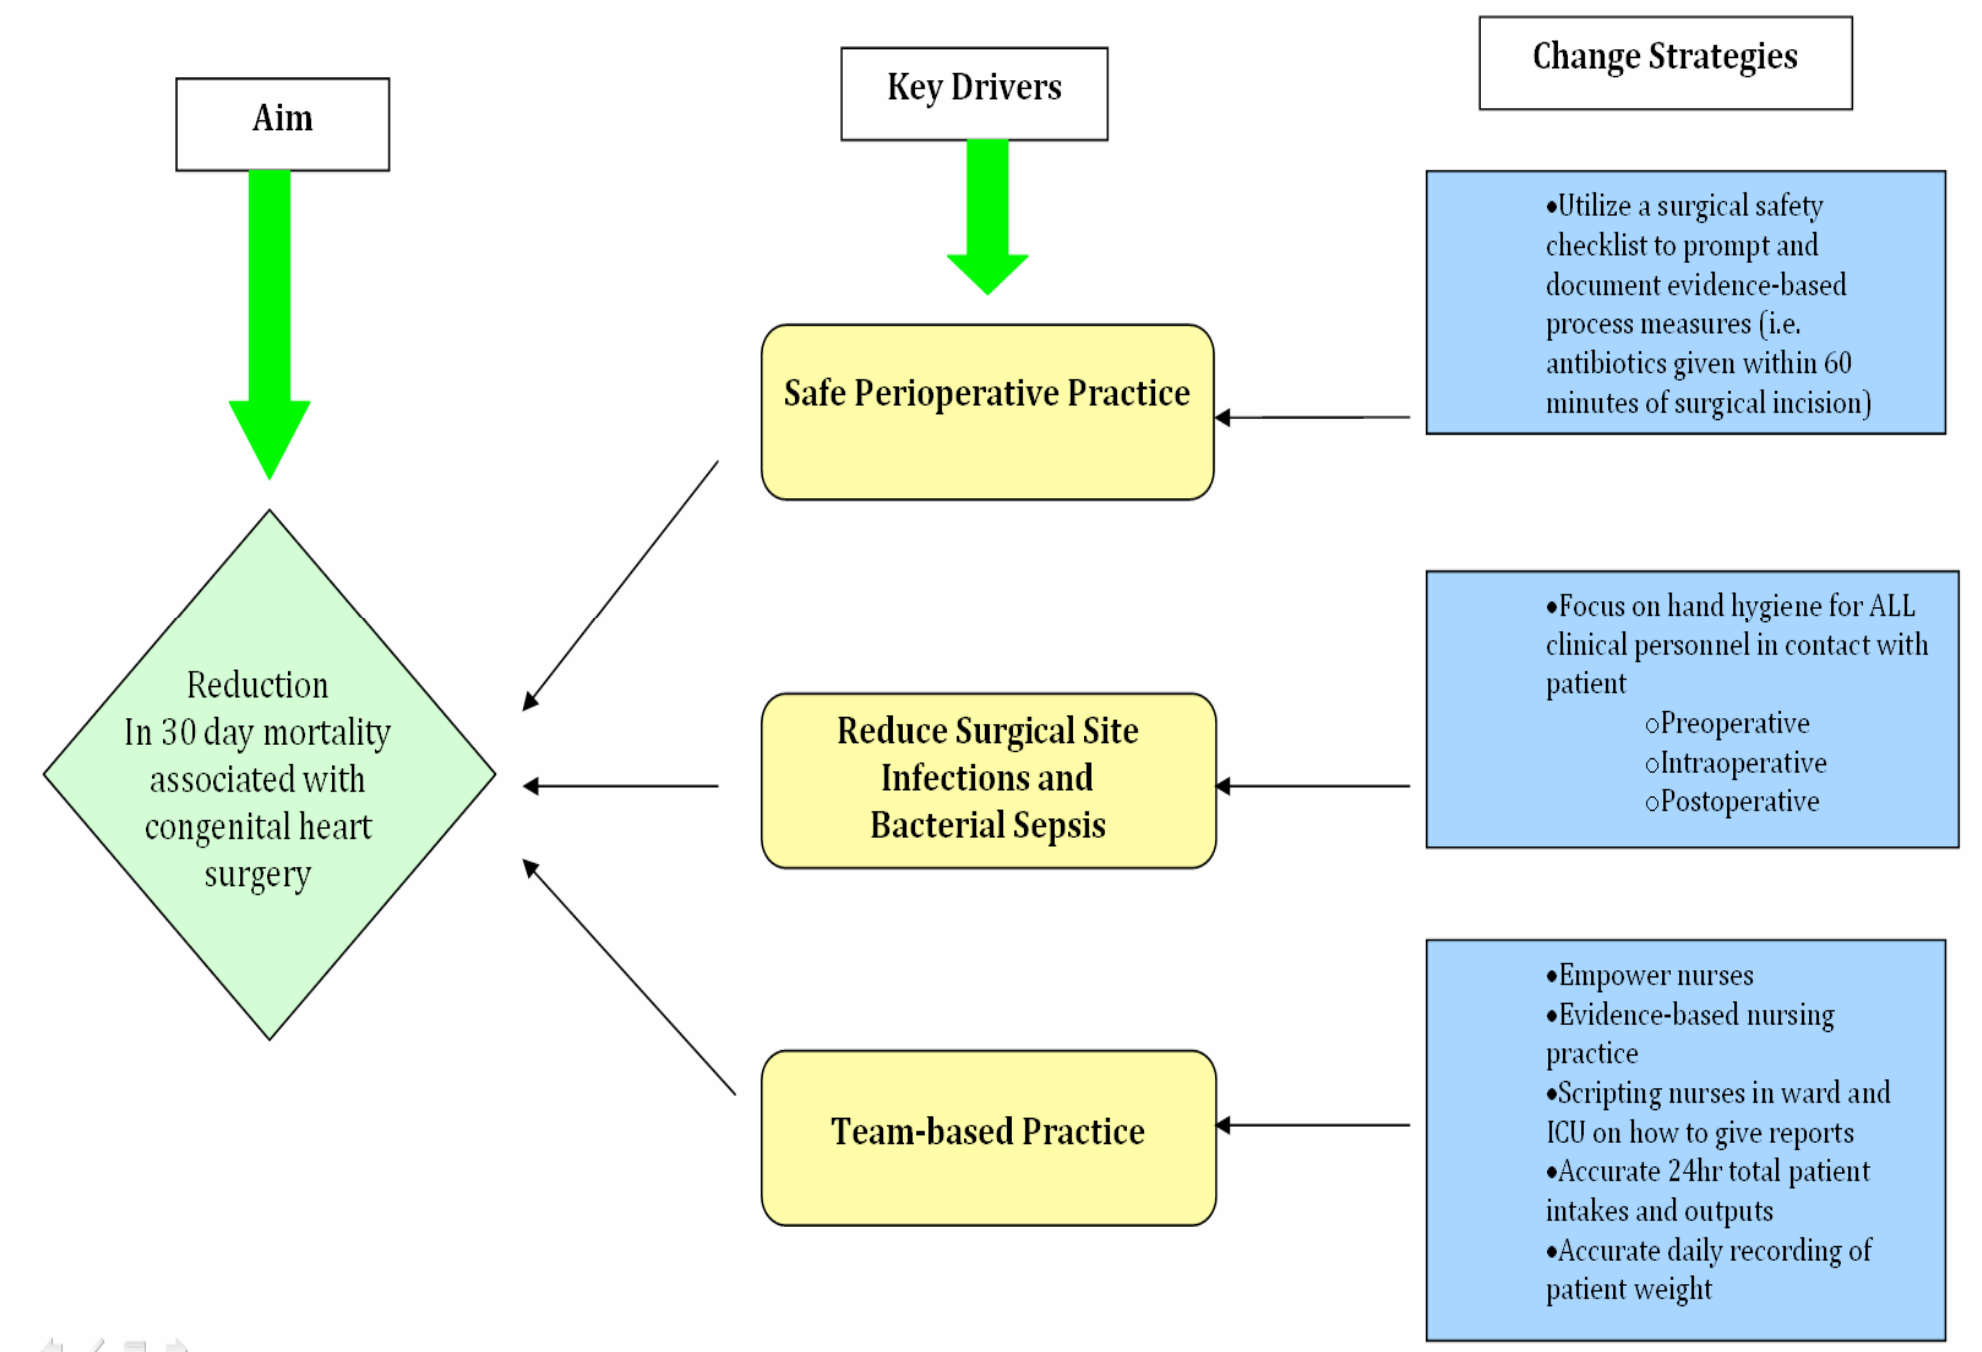 Aim
Key Drivers
Change Strategies
Reduction
In 30 day mortality
associated with
congenital heart
surgery
Safe Perioperative Practice
Reduce Surgical Site
Infections and
Bacterial Sepsis
Team-based Practice
•Utilize a surgical safety
checklist to prompt and
document evidence-based
process measures (i.e.
antibiotics given within 60
minutes of surgical incision)
•Focus on hand hygiene for ALL
clinical personnel in contact with
patient
○Preoperative
○Intraoperative
○Postoperative
•Empower nurses
•Evidence-based nursing
practice
•Scripting nurses in ward and
ICU on how to give reports
•Accurate 24hr total patient
intakes and outputs
•Accurate daily recording of
patient weight